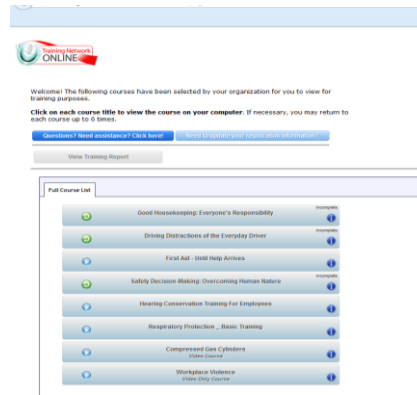 Training Network
ONLINE
Welcome! The following courses have been selected by your organization for you to view for
training purposes.
Click on each course title to view the course on your computer. If necessary, you may return to
each course up to 6 times.
Questions? Need assistance? Click here!
Need to update your registration information?
View Training Report
Full Course List
Good Housekeeping: Everyone's Responsibility
Incomplete
Driving Distractions of the Everyday Driver
Incomplete
First Aid - Until Help Arrives
Safety Decision-Making: Overcoming Human Nature
Incomplete
Hearing Conservation Training For Employees
Respiratory Protection _ Basic Training
Compressed Gas Cylinders
Video Course
Workplace Violence
Video Only Course